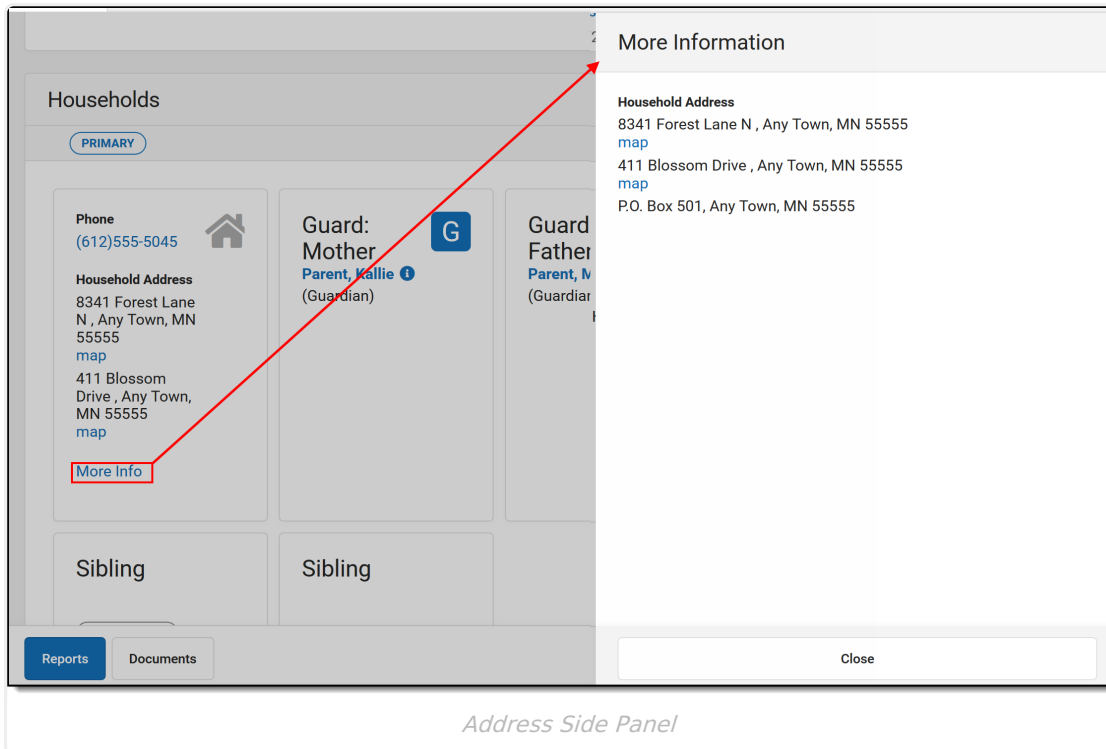 Households
PRIMARY
Phone
(612)555-5045
Household Address
8341 Forest Lane
N , Any Town, MN
55555
map
411 Blossom
Drive , Any Town,
MN 55555
map
More Info
Guard:
Mother
G
Parent, Kallie
(Guardian)
Guard
Father
Parent,
(Guardian
Sibling
Sibling
Reports
Documents
More Information
Household Address
8341 Forest Lane N , Any Town, MN 55555
map
411 Blossom Drive , Any Town, MN 55555
map
P.O. Box 501, Any Town, MN 55555
Close
Address Side Panel